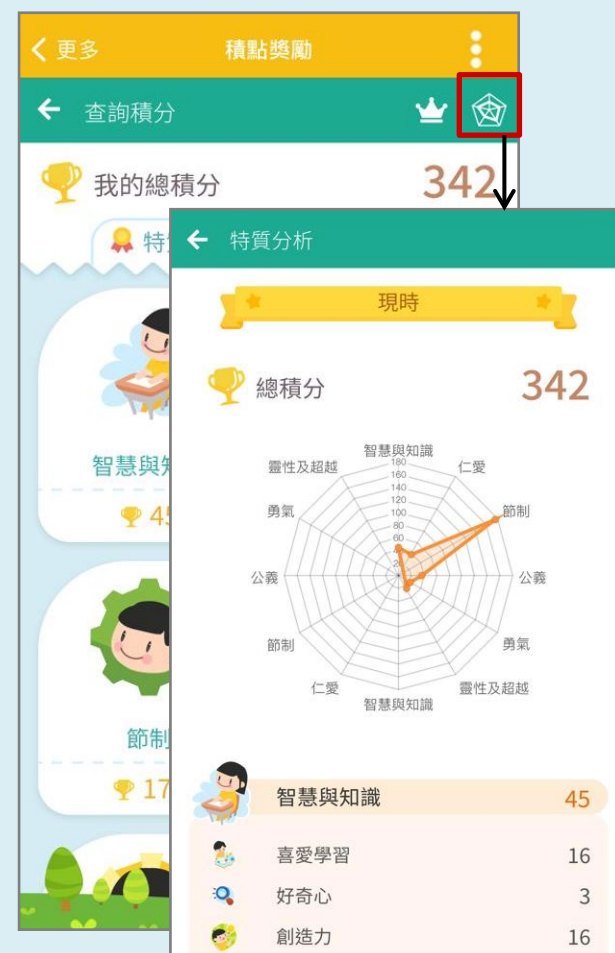 更多
積點獎勵
查詢積分
我的總積分
342
特
智慧與
節制
17
特質分析
現時
總積分
342
智慧與知識
仁愛
節制
公義
勇氣
靈性及超越
智慧與知識
仁愛
節制
公義
勇氣
靈性及超越
180
160
140
120
100
80
60
20
智慧與知識
45
喜愛學習
16
好奇心
3
創造力
16